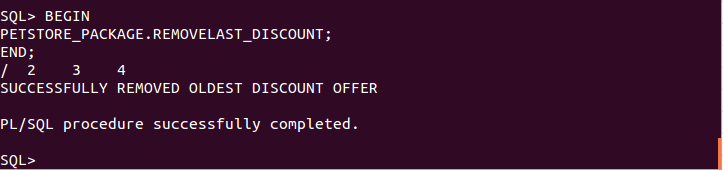 SQL> BEGIN
PETSTORE_PACKAGE.REMOVELAST_DISCOUNT;
END;
/  2    3    4
SUCCESSFULLY REMOVED OLDEST DISCOUNT OFFER
PL/SQL procedure successfully completed.
SQL>